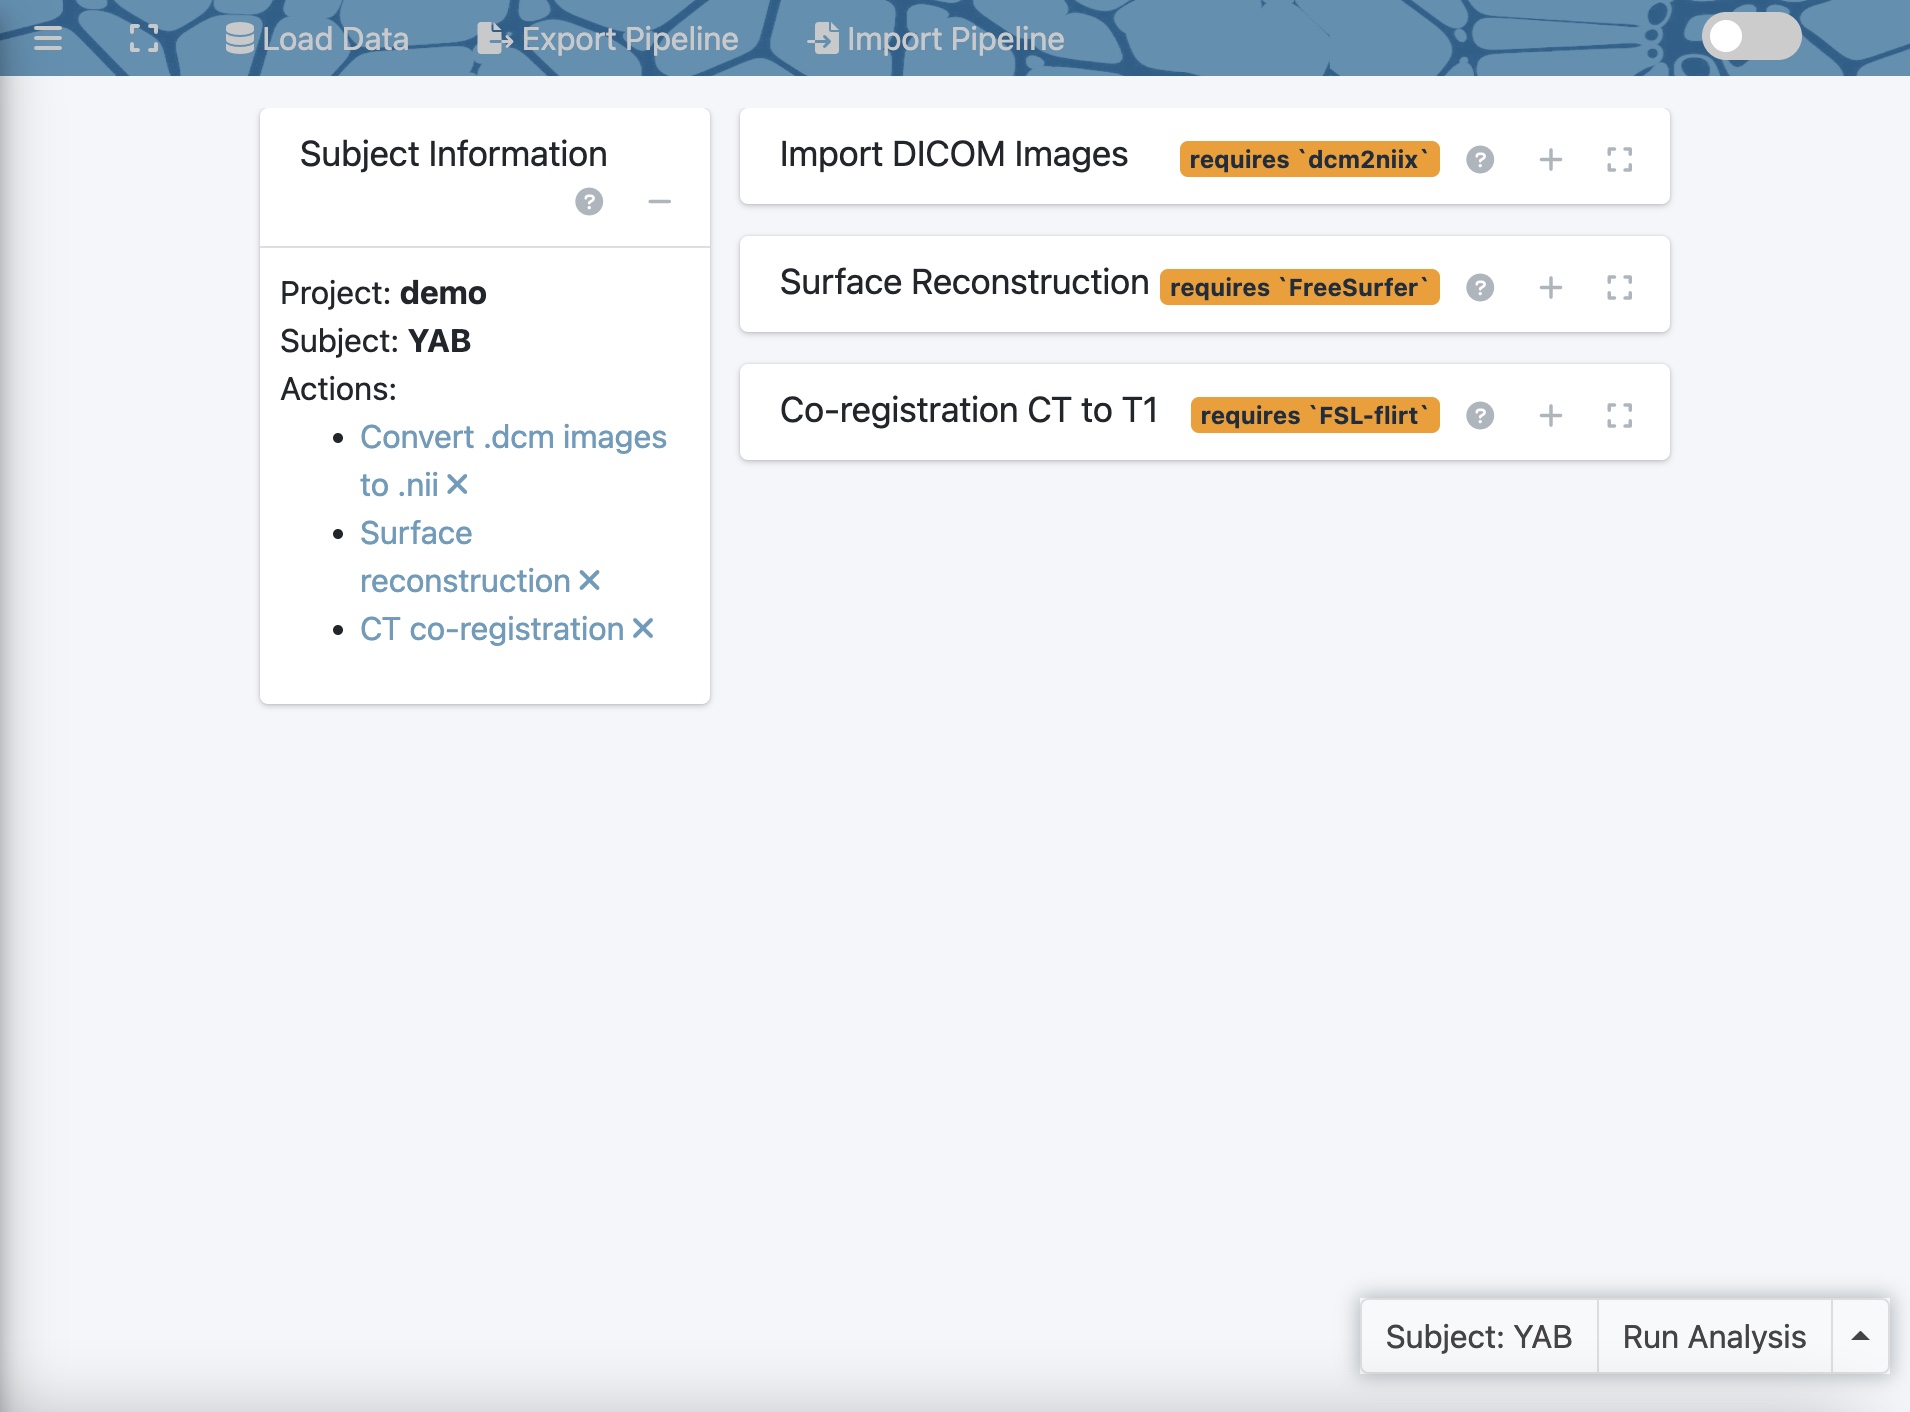 Load Data
Export Pipeline
Import Pipeline
Subject Information
Project: demo
Subject: YAB
Actions:
Convert .dcm images
to .nii
Surface
reconstruction
CT co-registration
Import DICOM Images requires `dcm2niix`
Surface Reconstruction requires `FreeSurfer`
Co-registration CT to T1 requires `FSL-flirt`
Subject: YAB
Run Analysis